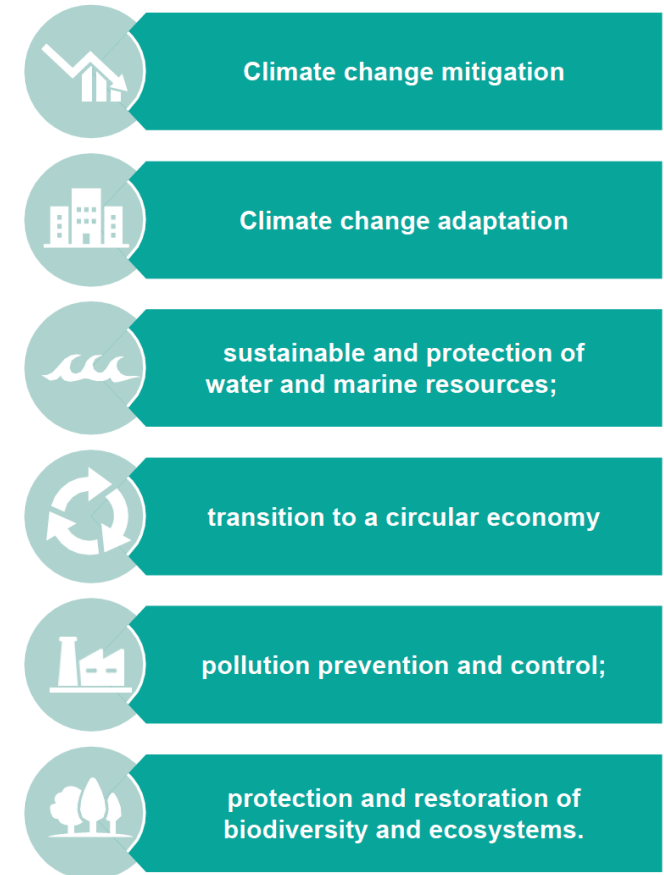 Climate change mitigation
Climate change adaptation
sustainable and protection of
water and marine resources;
transition to a circular economy
pollution prevention and control;
protection and restoration of
biodiversity and ecosystems.